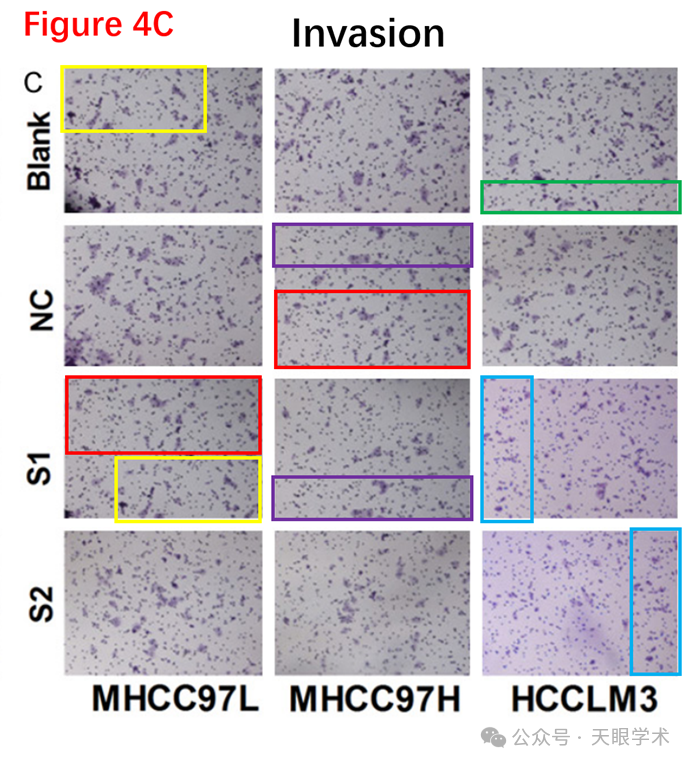 Figure 4C
Invasion
C
Blank
NC
S1
S2
MHCC97L
MHCC97H
HCCLM3
公众号 · 天眼学术